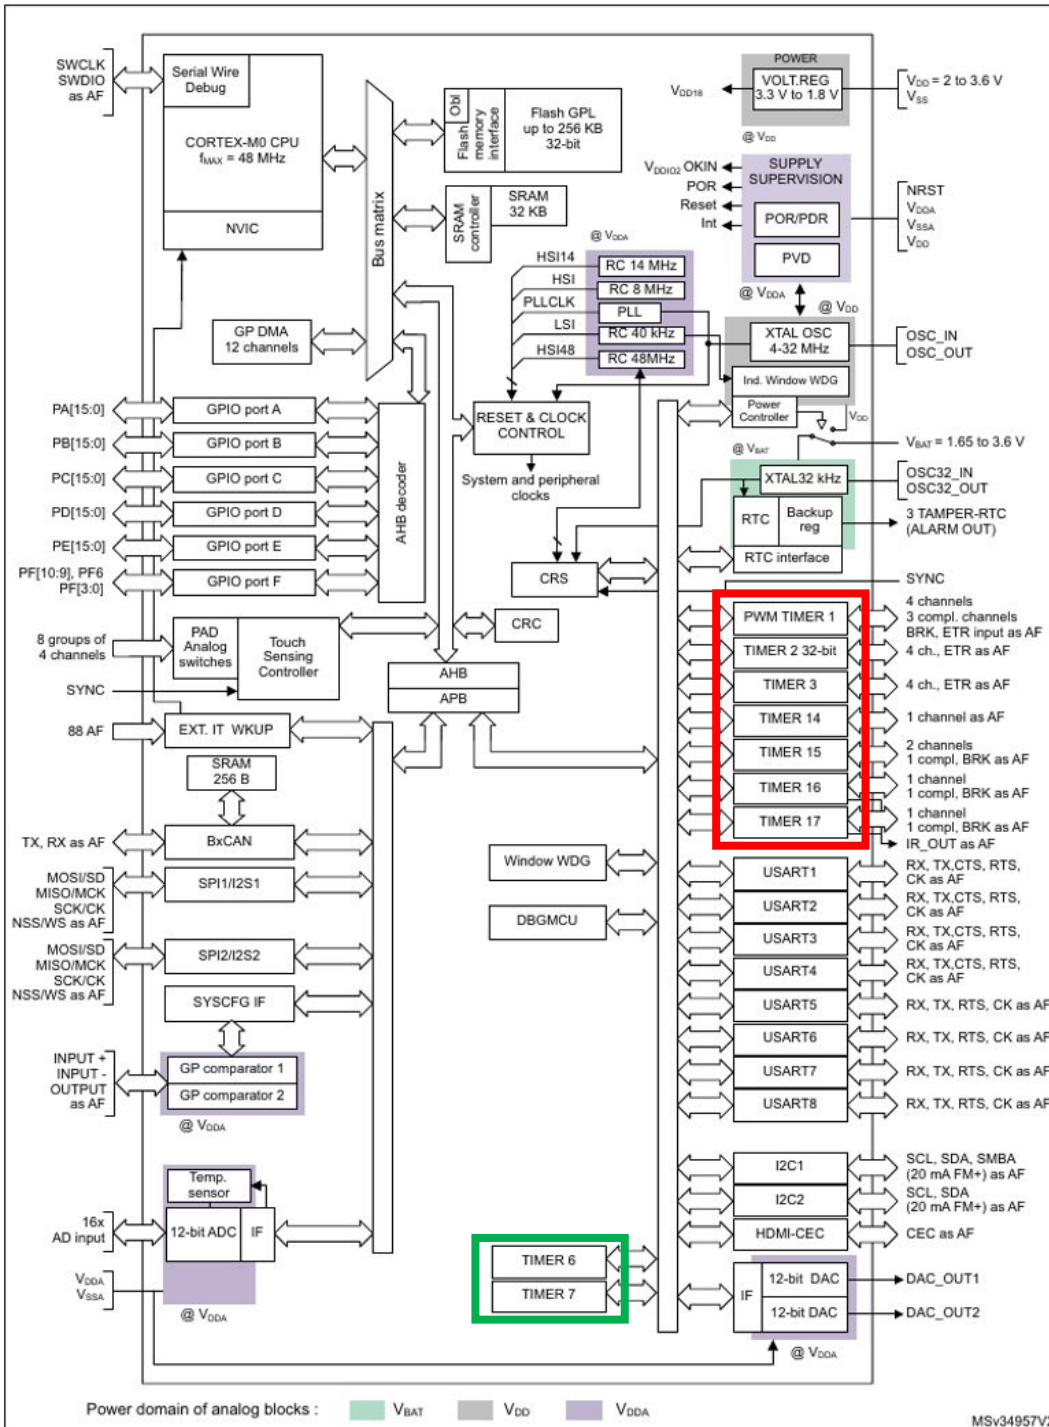 SWCLK
SWDIO
as AF
Serial Wire
Debug
CORTEX-M0 CPU
fMAX = 48 MHz
NVIC
Bus matrix
Obl
Flash
memory
interface
Flash GPL
up to 256 KB
32-bit
SRAM
controller
SRAM
32 KB
POWER
VOLT.REG
3.3 V to 1.8 V
VDD18
VDD = 2 to 3.6 V
VSS
@ VDD
VDDIO2 OKIN
POR
Reset
Int
SUPPLY
SUPERVISION
POR/PDR
PVD
NRST
VDDA
VSSA
VDD
@ VDDA
@ VDD
@ VDDA
HSI14
HSI
PLLCLK
LSI
HSI48
RC 14 MHz
RC 8 MHz
PLL
RC 40 kHz
RC 48MHz
XTAL OSC
4-32 MHz
OSC_IN
OSC_OUT
Ind. Window WDG
Power
Controller
VDD
VBAT = 1.65 to 3.6 V
@ VBAT
GP DMA
12 channels
PA[15:0]
GPIO port A
PB[15:0]
GPIO port B
PC[15:0]
GPIO port C
PD[15:0]
GPIO port D
PE[15:0]
GPIO port E
PF[10:9], PF6
PF[3:0]
GPIO port F
AHB decoder
RESET & CLOCK
CONTROL
System and peripheral
clocks
XTAL32 kHz
OSC32_IN
OSC32_OUT
RTC
Backup
reg
RTC interface
3 TAMPER-RTC
(ALARM OUT)
CRS
SYNC
8 groups of
4 channels
PAD
Analog
switches
Touch
Sensing
Controller
SYNC
CRC
AHB
APB
88 AF
EXT. IT WKUP
SRAM
256 B
TX, RX as AF
BxCAN
MOSI/SD
MISO/MCK
SCK/CK
NSS/WS as AF
SPI1/I2S1
MOSI/SD
MISO/MCK
SCK/CK
NSS/WS as AF
SPI2/I2S2
SYSCFG IF
INPUT +
INPUT -
OUTPUT
as AF
GP comparator 1
GP comparator 2
@ VDDA
Temp.
sensor
16x
AD input
12-bit ADC
IF
VDDA
VSSA
@ VDDA
PWM TIMER 1
4 channels
3 compl. channels
BRK, ETR input as AF
TIMER 2 32-bit
4 ch., ETR as AF
TIMER 3
4 ch., ETR as AF
TIMER 14
1 channel as AF
TIMER 15
2 channels
1 compl, BRK as AF
TIMER 16
1 channel
1 compl, BRK as AF
TIMER 17
1 channel
1 compl, BRK as AF
IR_OUT as AF
Window WDG
DBGMCU
USART1
RX, TX,CTS, RTS,
CK as AF
USART2
RX, TX,CTS, RTS,
CK as AF
USART3
RX, TX,CTS, RTS,
CK as AF
USART4
RX, TX,CTS, RTS,
CK as AF
USART5
RX, TX, RTS, CK as AF
USART6
RX, TX, RTS, CK as AF
USART7
RX, TX, RTS, CK as AF
USART8
RX, TX, RTS, CK as AF
I2C1
SCL, SDA, SMBA
(20 mA FM+) as AF
I2C2
SCL, SDA
(20 mA FM+) as AF
HDMI-CEC
CEC as AF
TIMER 6
TIMER 7
IF
12-bit DAC
12-bit DAC
DAC_OUT1
DAC_OUT2
@ VDDA
Power domain of analog blocks :
VBAT
VDD
VDDA